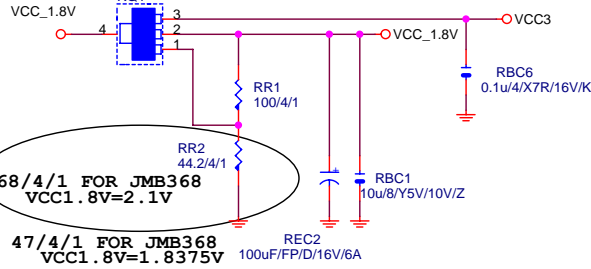 VCC_1.8V
4
3
2
1
VCC3
VCC_1.8V
RBC6
0.1u/4/X7R/16V/K
RR1
100/4/1
RR2
44.2/4/1
RBC1
10u/8/Y5V/10V/Z
68/4/1 FOR JMB368
VCC1.8V=2.1V
47/4/1 FOR JMB368
VCC1.8V=1.8375V
REC2
100uF/FP/D/16V/6A
+